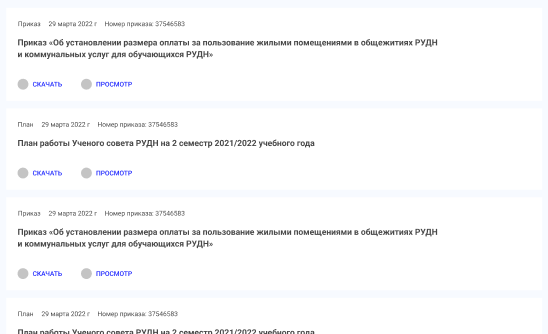 Приказ 29 марта 2022 г Номер приказа: 37546583
Приказ «Об установлении размера оплаты за пользование жилыми помещениями в общежитиях РУДН
и коммунальных услуг для обучающихся РУДН»
СКАЧАТЬ ПРОСМОТР
План 29 марта 2022 г Номер приказа: 37546583
План работы Ученого совета РУДН на 2 семестр 2021/2022 учебного года
СКАЧАТЬ ПРОСМОТР
Приказ 29 марта 2022 г Номер приказа: 37546583
Приказ «Об установлении размера оплаты за пользование жилыми помещениями в общежитиях РУДН
и коммунальных услуг для обучающихся РУДН»
СКАЧАТЬ ПРОСМОТР
План 29 марта 2022 г Номер приказа: 37546583
План работы Ученого совета РУДН на 2 семестр 2021/2022 учебного года